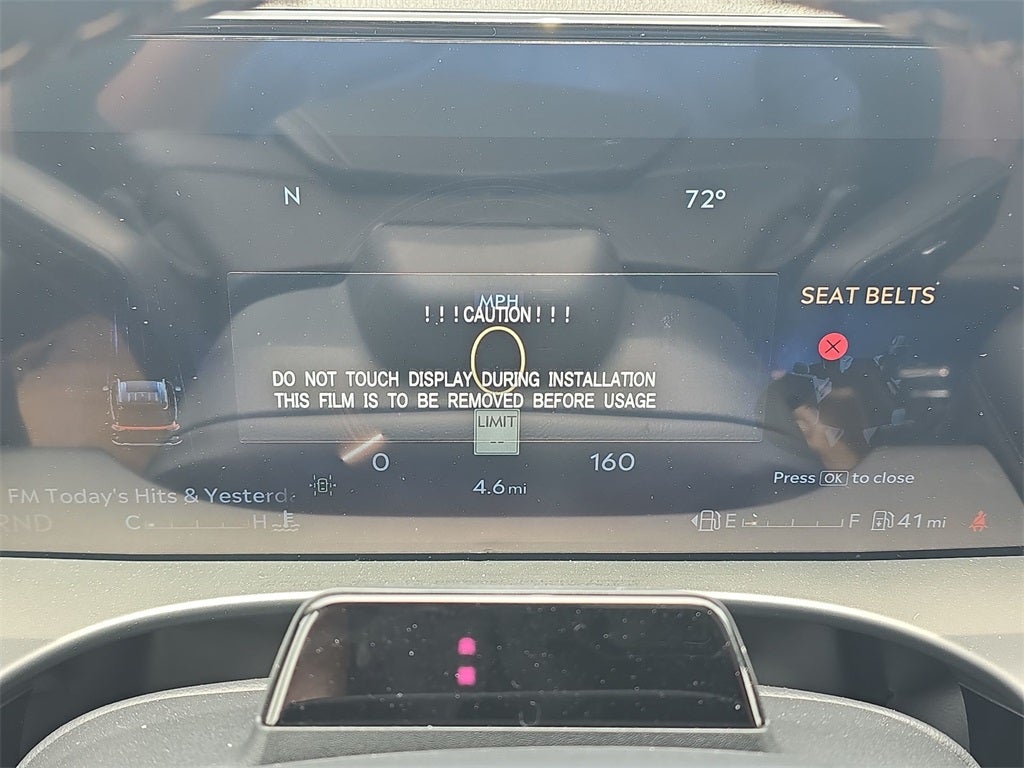 N
72°
MPH
!!!CAUTION!!!
SEAT BELTS
0
DO NOT TOUCH DISPLAY DURING INSTALLATION
THIS FILM IS TO BE REMOVED BEFORE USAGE
LIMIT
--
0
160
4.6 mi
Press OK to close
FM Today's Hits & Yesterd
RND
C H
E F
41 mi